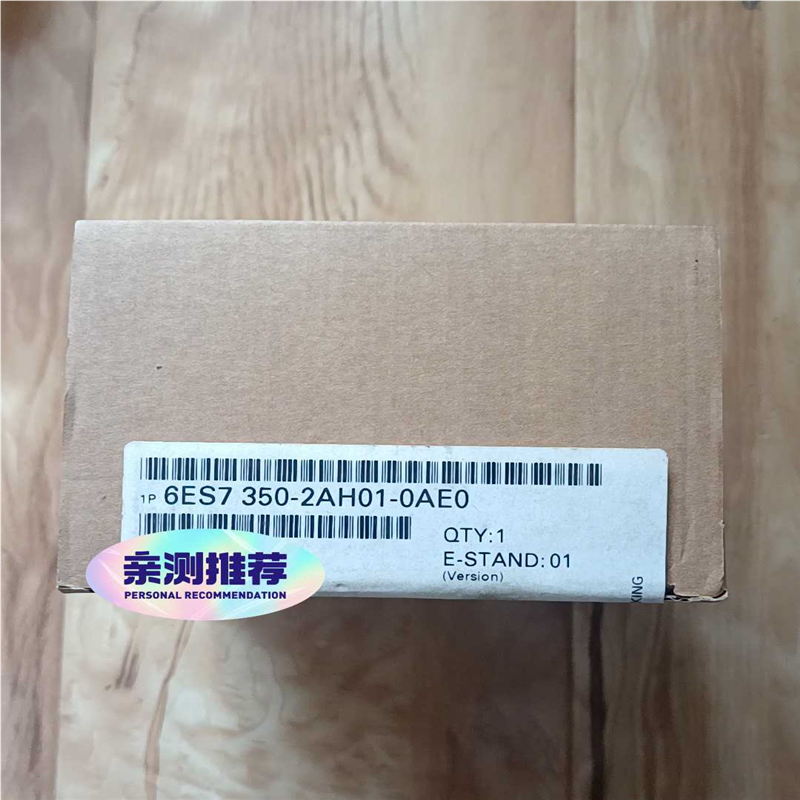 1P 6ES7 350-2AH01-0AE0
QTY:1
E-STAND:01
(Version)
亲测推荐
PERSONAL RECOMMENDATION